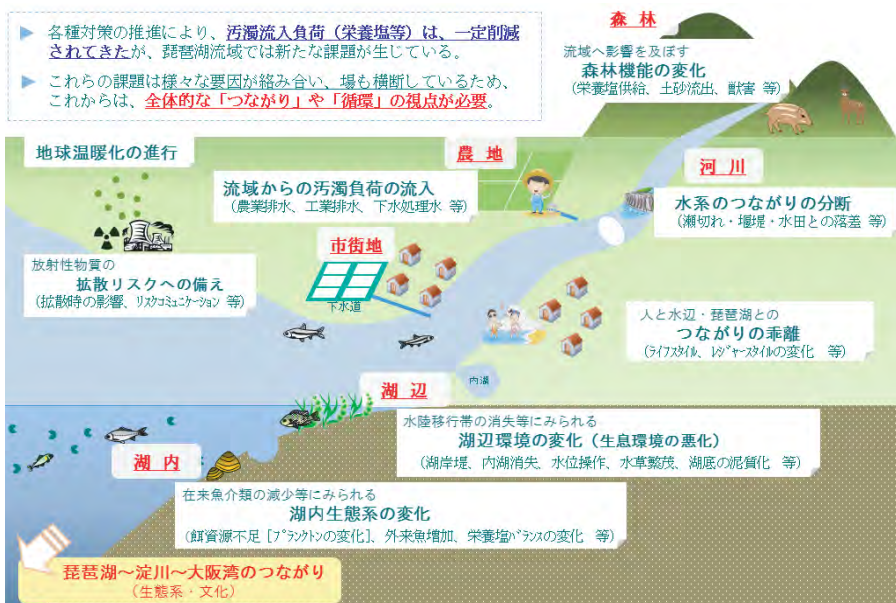 ▶ 各種対策の推進により、汚濁流入負荷（栄養塩等）は、一定削減
されてきたが、琵琶湖流域では新たな課題が生じている。
▶ これらの課題は様々な要因が絡み合い、場も横断しているため、
これからは、全体的な「つながり」や「循環」の視点が必要。
森 林
流域へ影響を及ぼす
森林機能の変化
（栄養塩供給、土砂流出、獣害 等）
地球温暖化の進行
農 地
河 川
流域からの汚濁負荷の流入
（農業排水、工業排水、下水処理水 等）
水系のつながりの分断
（瀬切れ・堰堤・水田との落差 等）
市街地
下水道
放射性物質の
拡散リスクへの備え
（拡散時の影響、ﾘｽｸｺﾐｭﾆｹｰｼｮﾝ 等）
人と水辺・琵琶湖との
つながりの乖離
（ﾗｲﾌｽﾀｲﾙ、ﾚｼﾞｬｰｽﾀｲﾙの変化 等）
内湖
湖 辺
水陸移行帯の消失等にみられる
湖辺環境の変化（生息環境の悪化）
（湖岸堤、内湖消失、水位操作、水草繁茂、湖底の泥質化 等）
湖 内
在来魚介類の減少等にみられる
湖内生態系の変化
（餌資源不足［ﾌﾟﾗﾝｸﾄﾝの変化］、外来魚増加、栄養塩ﾊﾞﾗﾝｽの変化 等）
琵琶湖～淀川～大阪湾のつながり
（生態系・文化）